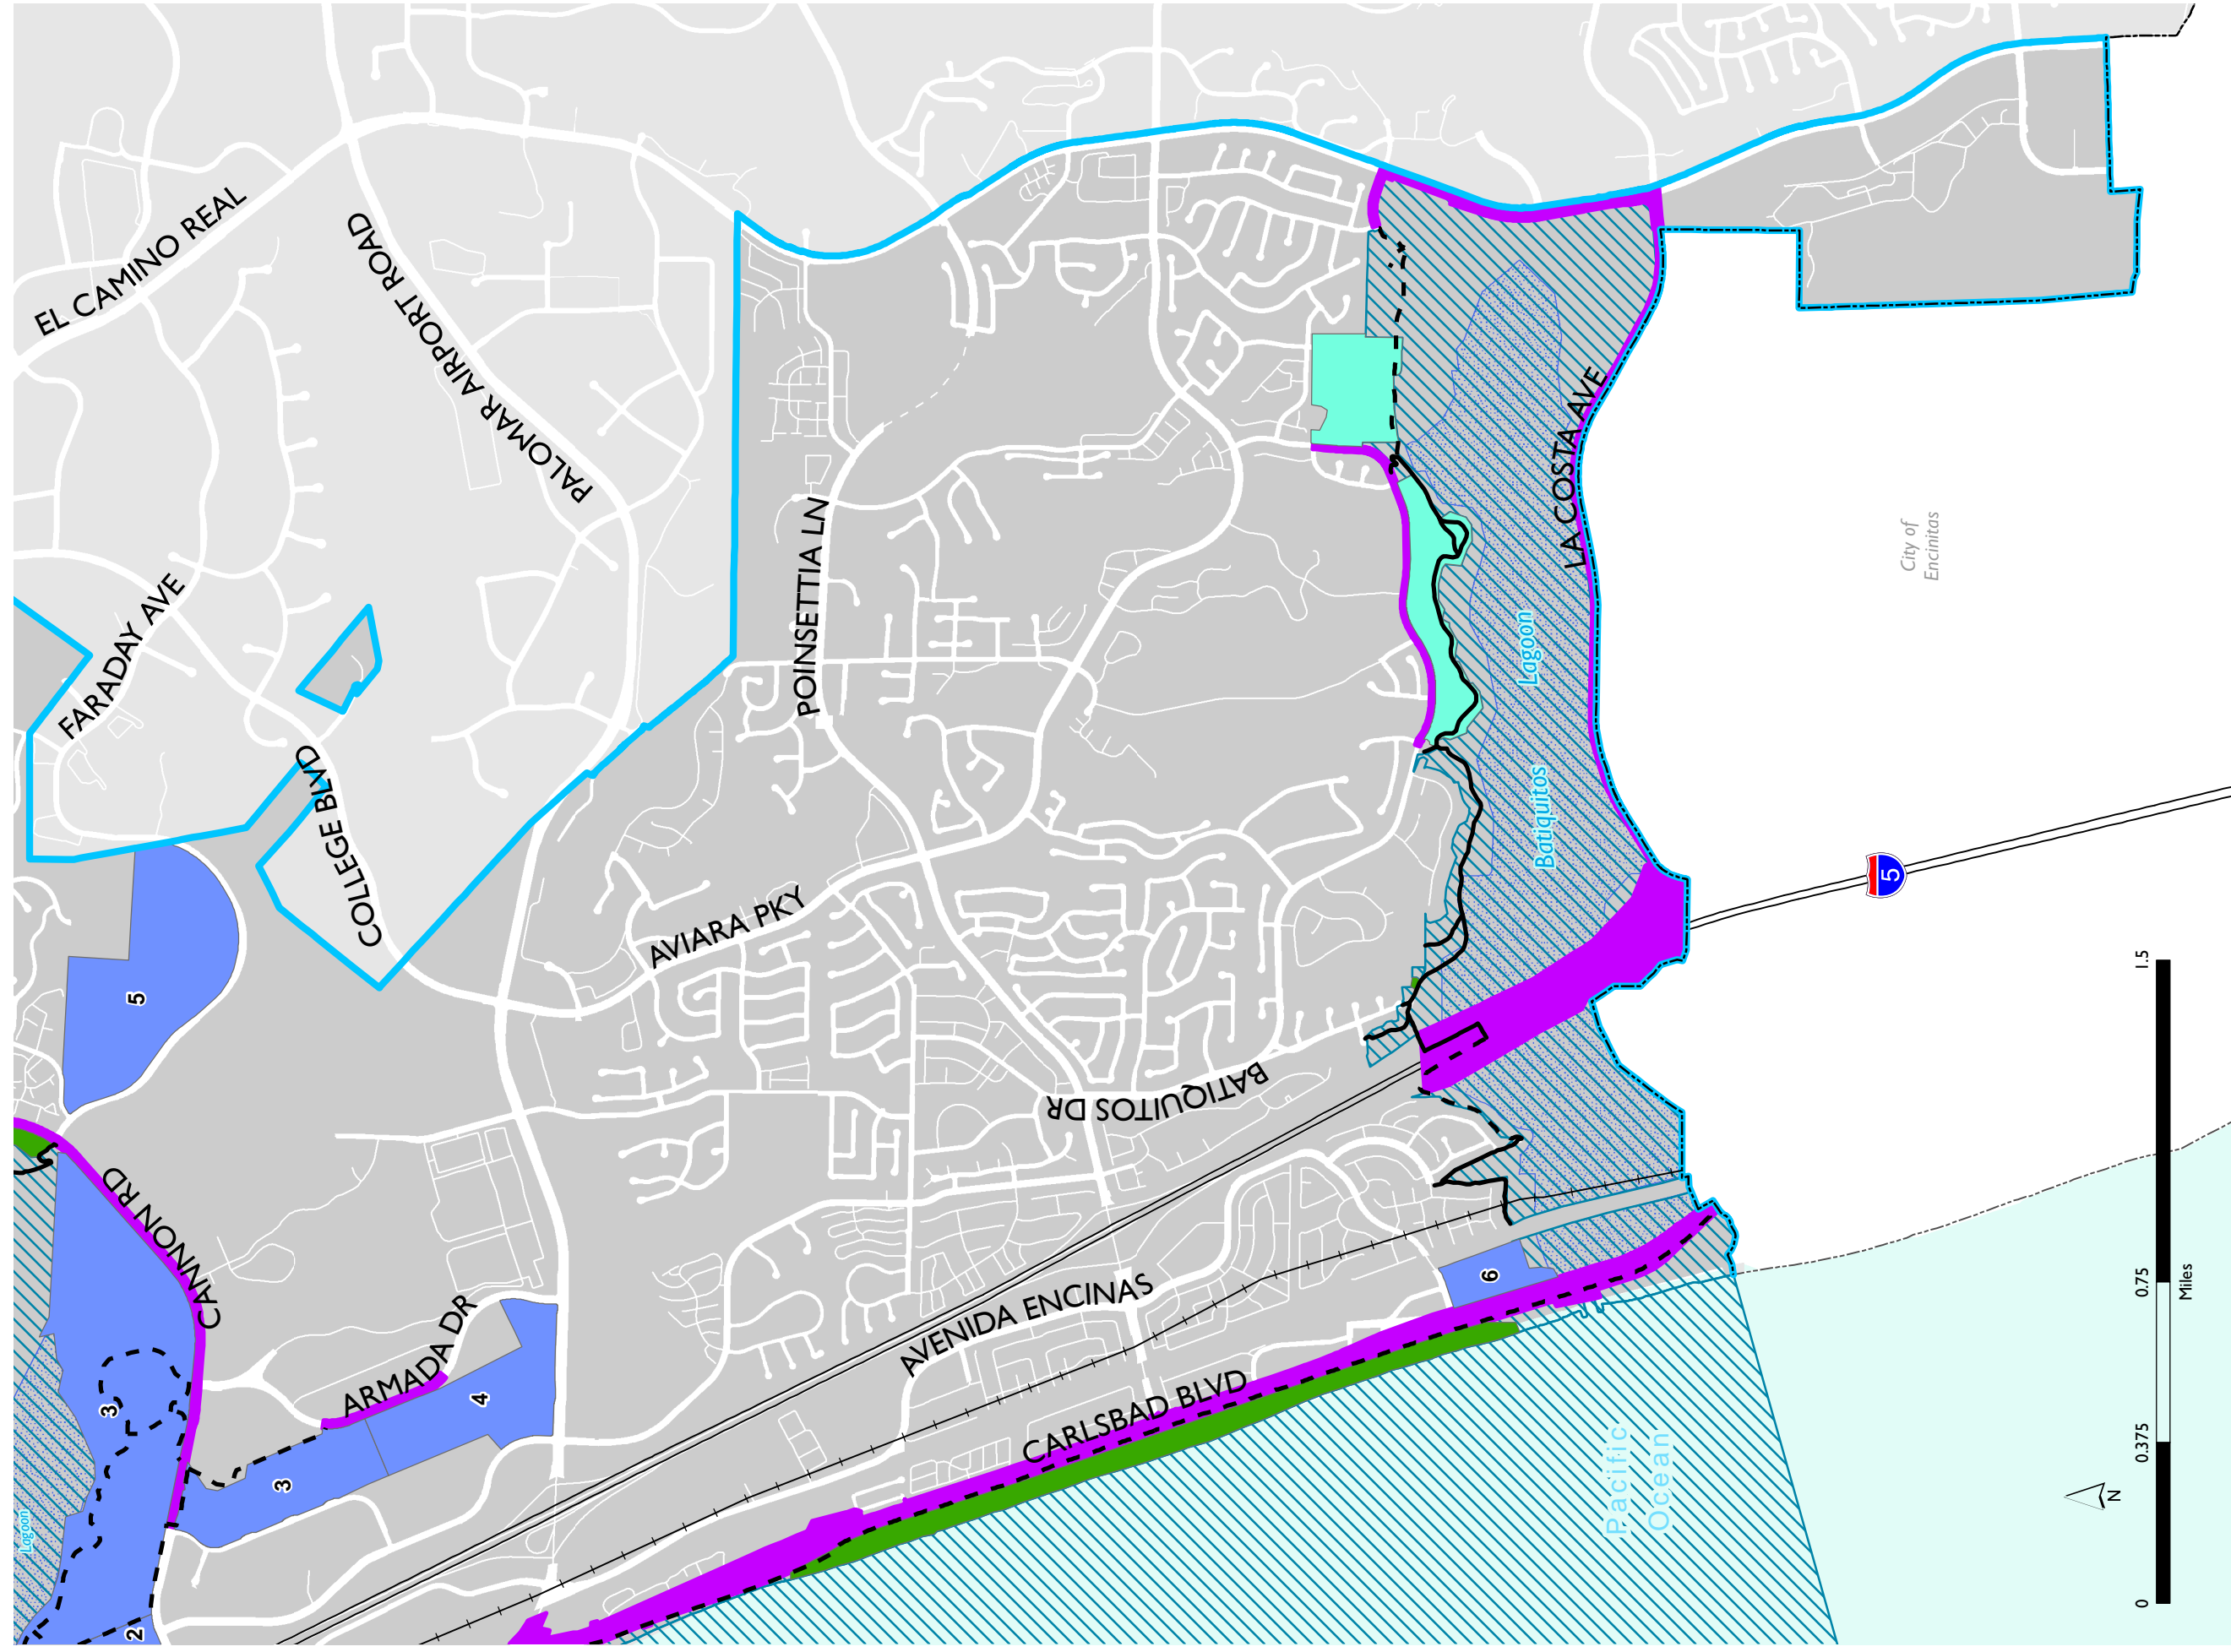 EL CAMINO REAL
PALOMAR AIRPORT ROAD
FARADAY AVE
COLLEGE BLVD
POINSETTIA LN
AVIARA PKY
5
LA COSTA AVE
Batiquitos Lagoon
City of
Encinitas
5
BATIQUITOS DR
CANNON RD
ARMADA DR
AVENIDA ENCINAS
CARLSBAD BLVD
3
3
4
6
2
Lagoon
Pacific
Ocean
N
0
0.375
0.75
1.5
Miles